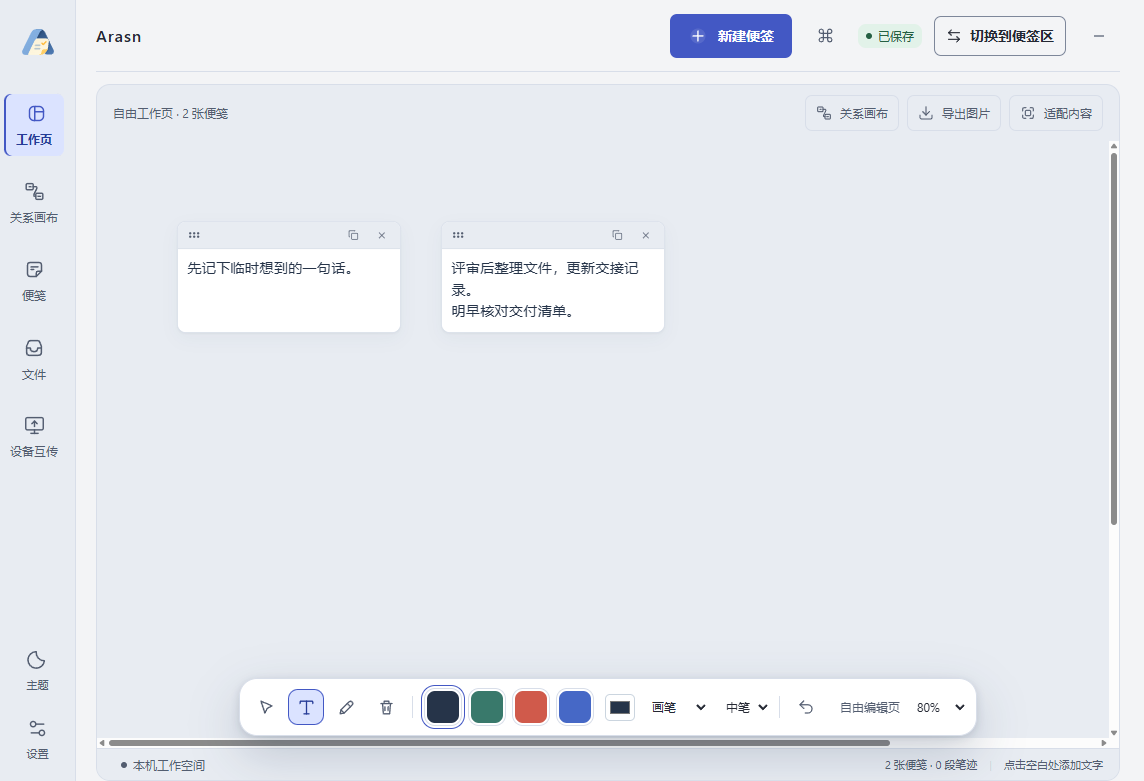 Arasn
新建便签
已保存
切换到便签区
工作页
关系画布
便笺
文件
设备互传
主题
设置
自由工作页 · 2 张便笺
关系画布
导出图片
适配内容
先记下临时想到的一句话。
评审后整理文件，更新交接记
录。
明早核对交付清单。
画笔
中笔
自由编辑页
80%
本机工作空间
2 张便笺 · 0 段笔迹
点击空白处添加文字